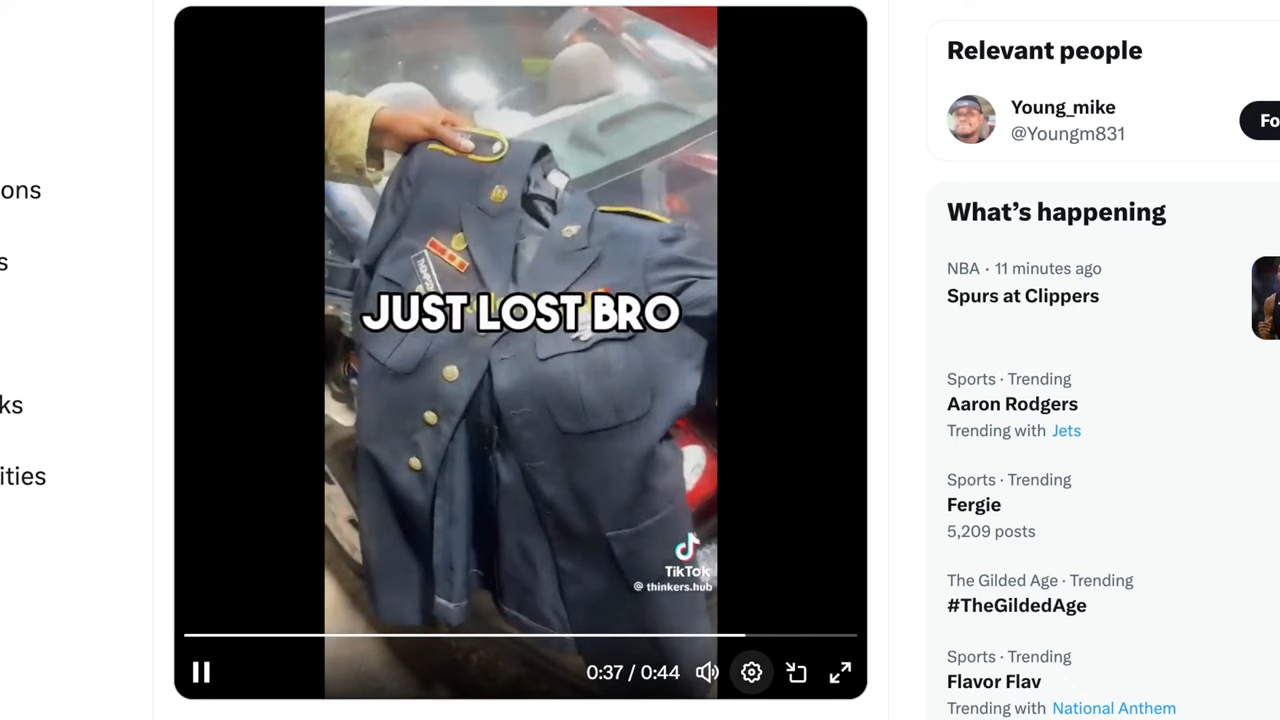 ons
s
ks
ities
JUST LOST BRO
TikTok
@ thinkers.hub
0:37 / 0:44
Relevant people
Young_mike
@Youngm831
Fo
What's happening
NBA · 11 minutes ago
Spurs at Clippers
Sports · Trending
Aaron Rodgers
Trending with Jets
Sports · Trending
Fergie
5,209 posts
The Gilded Age · Trending
#TheGildedAge
Sports · Trending
Flavor Flav
Trending with National Anthem